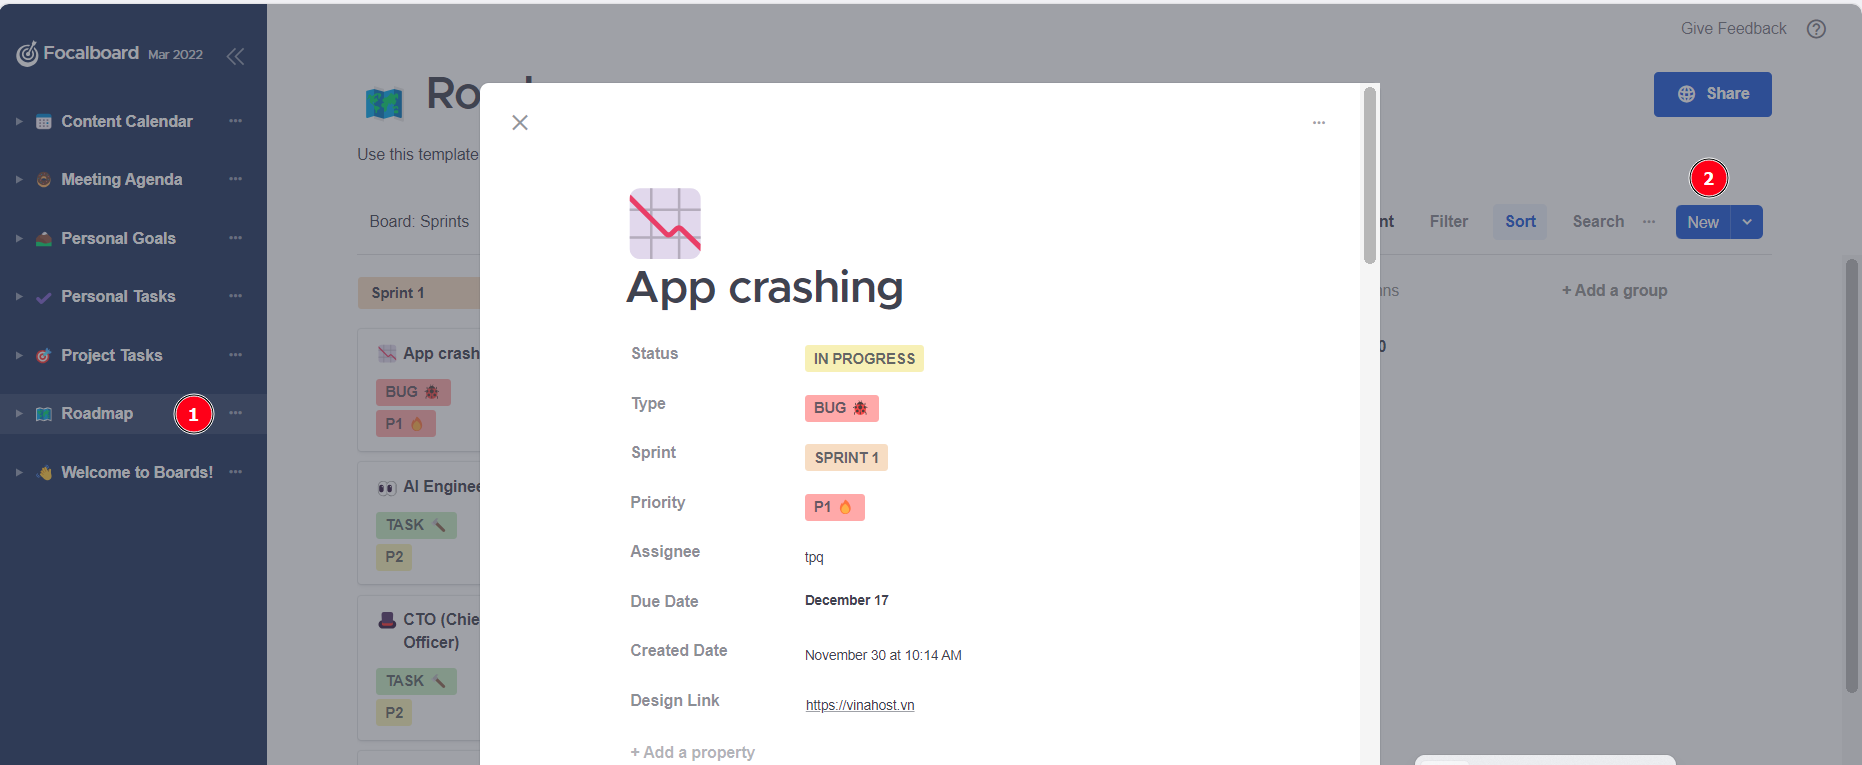 Focalboard Mar 2022
Content Calendar
Meeting Agenda
Personal Goals
Personal Tasks
Project Tasks
Roadmap 1
Welcome to Boards!
Give Feedback
Share
Use this template
2
Board: Sprints
Filter Sort Search New
Sprint 1
+ Add a group
App crash
BUG
P1
AI Enginee
TASK
P2
CTO (Chie
Officer)
TASK
P2
App crashing
Status IN PROGRESS
Type BUG
Sprint SPRINT 1
Priority P1
Assignee tpq
Due Date December 17
Created Date November 30 at 10:14 AM
Design Link https://vinahost.vn
+ Add a property